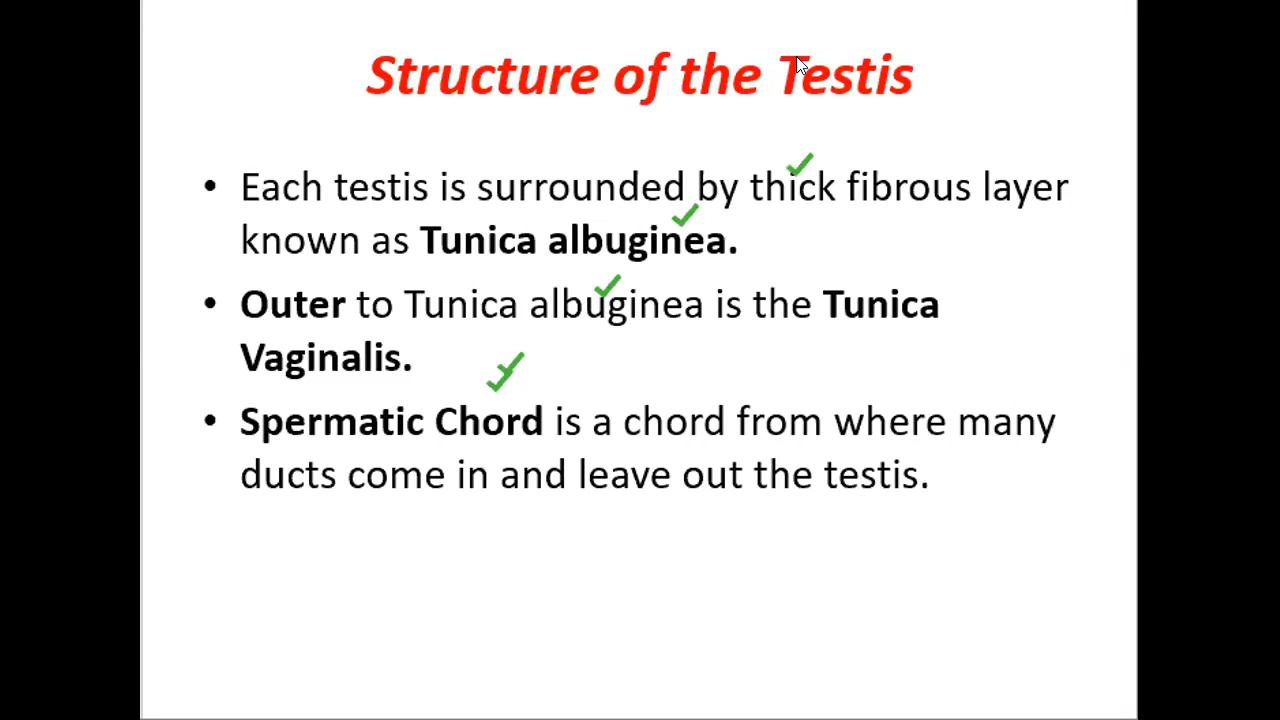 Structure of the Testis
• Each testis is surrounded by thick fibrous layer
known as Tunica albuginea.
• Outer to Tunica albuginea is the Tunica
Vaginalis.
• Spermatic Chord is a chord from where many
ducts come in and leave out the testis.